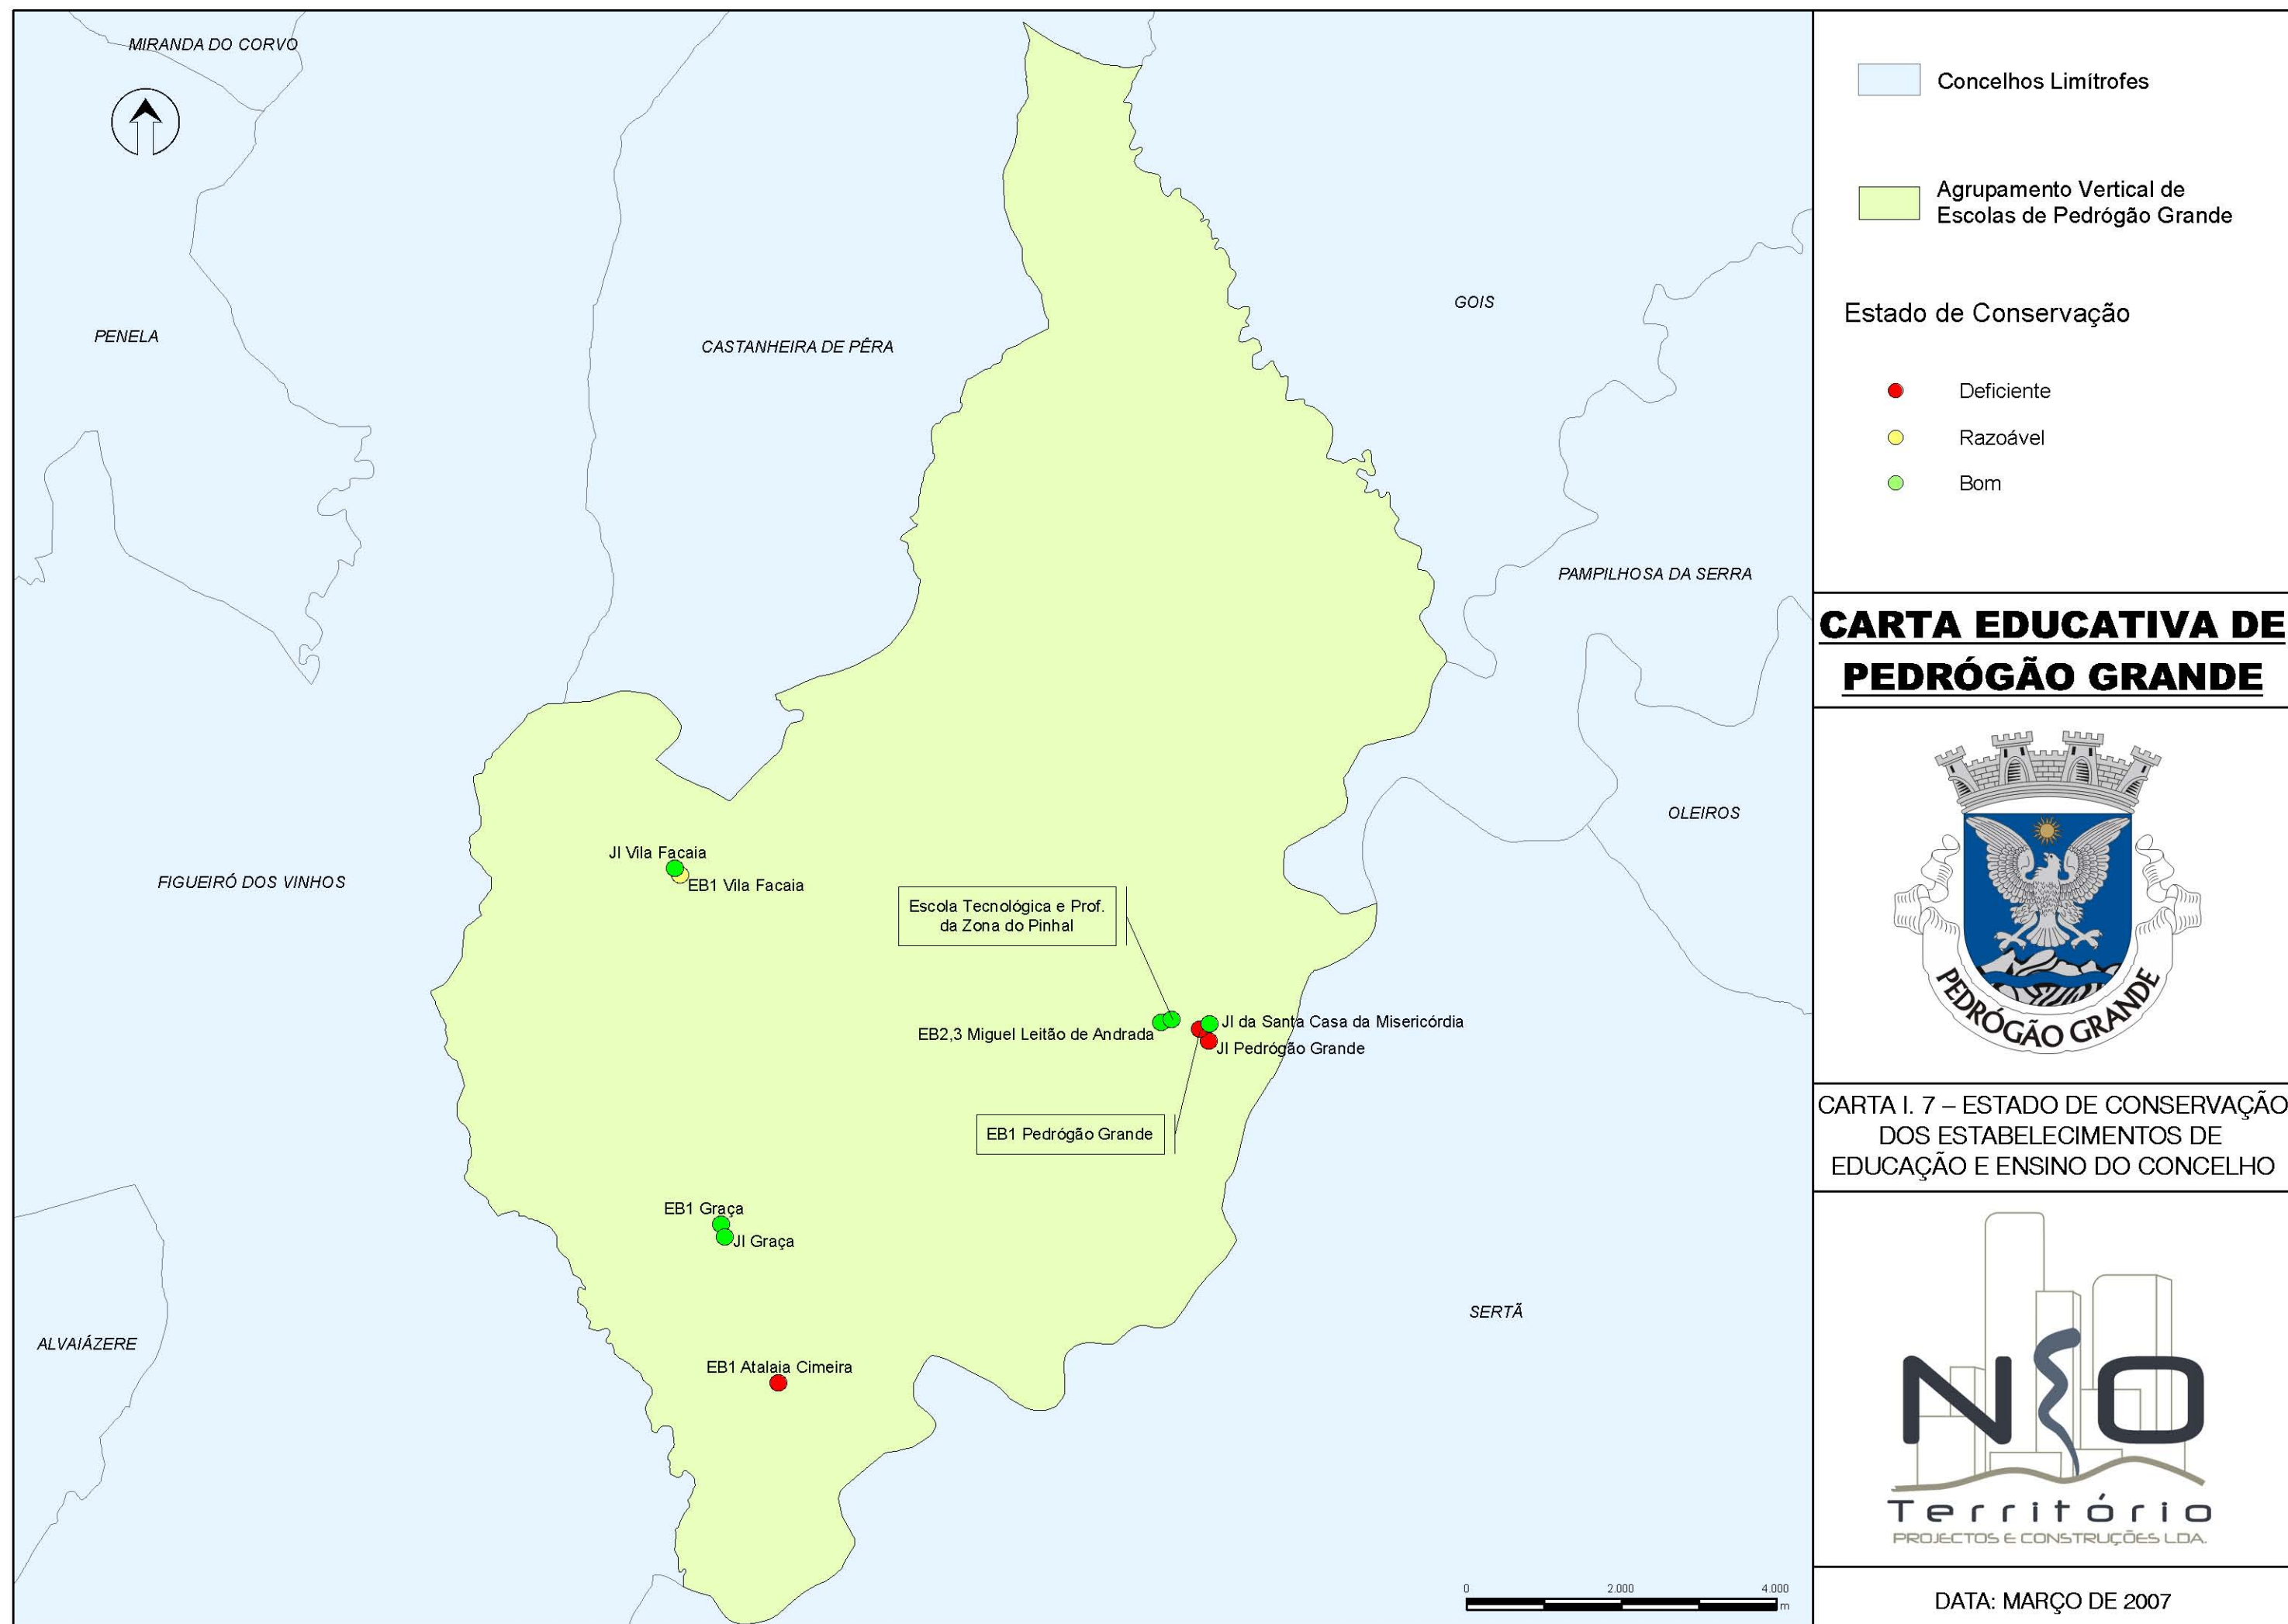 MIRANDA DO CORVO
PENELA
CASTANHEIRA DE PÊRA
GOIS
PAMPILHOSA DA SERRA
OLEIROS
FIGUEIRÓ DOS VINHOS
JI Vila Facaia
EB1 Vila Facaia
Escola Tecnológica e Prof.
da Zona do Pinhal
EB2,3 Miguel Leitão de Andrada
JI da Santa Casa da Misericórdia
JI Pedrógão Grande
EB1 Pedrógão Grande
EB1 Graça
JI Graça
SERTÃ
ALVAIÁZERE
EB1 Atalaia Cimeira
0 2.000 4.000
m
Concelhos Limítrofes
Agrupamento Vertical de
Escolas de Pedrógão Grande
Estado de Conservação
Deficiente
Razoável
Bom
CARTA EDUCATIVA DE
PEDRÓGÃO GRANDE
PEDRÓGÃO GRANDE
CARTA I. 7 – ESTADO DE CONSERVAÇÃO
DOS ESTABELECIMENTOS DE
EDUCAÇÃO E ENSINO DO CONCELHO
NEO
Território
PROJECTOS E CONSTRUÇÕES LDA.
DATA: MARÇO DE 2007